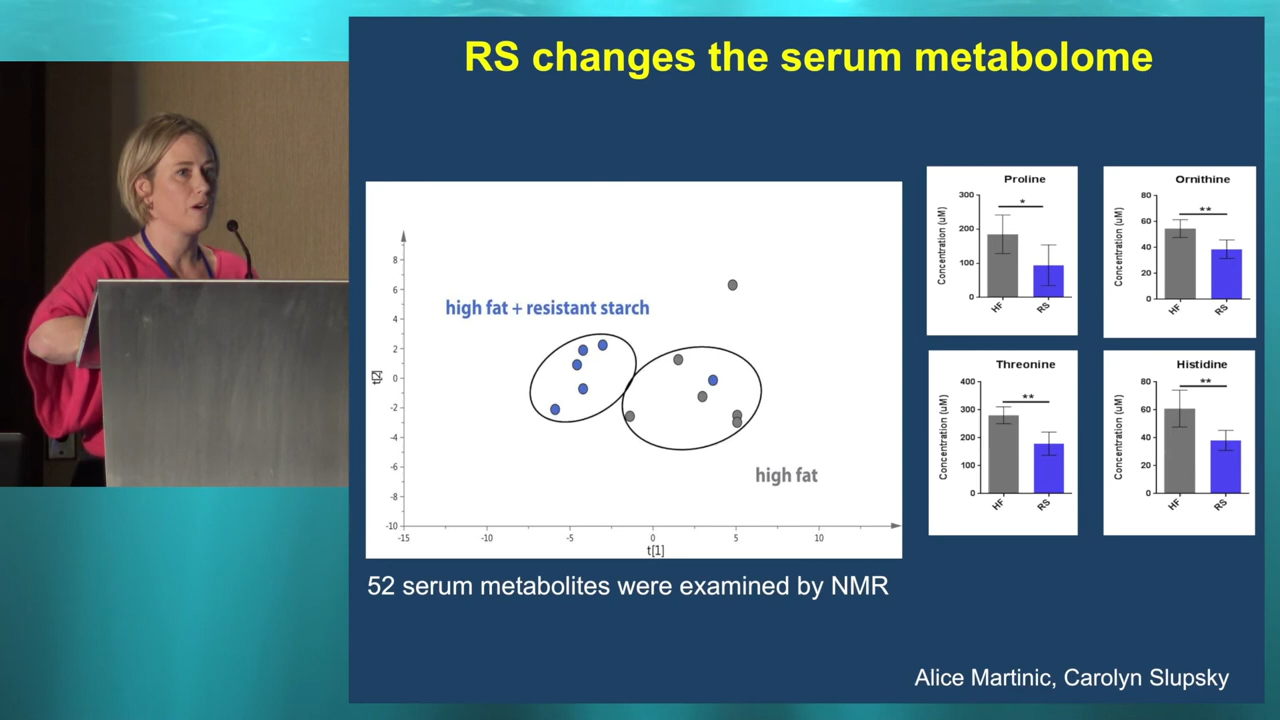 RS changes the serum metabolome
high fat + resistant starch
high fat
t[2]
8
6
4
2
0
-2
-4
-6
-8
-10
-15
-10
-5
0
5
10
t[1]
52 serum metabolites were examined by NMR
Proline
Concentration (uM)
300
200
100
0
*
HF
RS
Ornithine
Concentration (uM)
80
60
40
20
0
**
HF
RS
Threonine
Concentration (uM)
400
300
200
100
0
**
HF
RS
Histidine
Concentration (uM)
80
60
40
20
0
**
HF
RS
Alice Martinic, Carolyn Slupsky